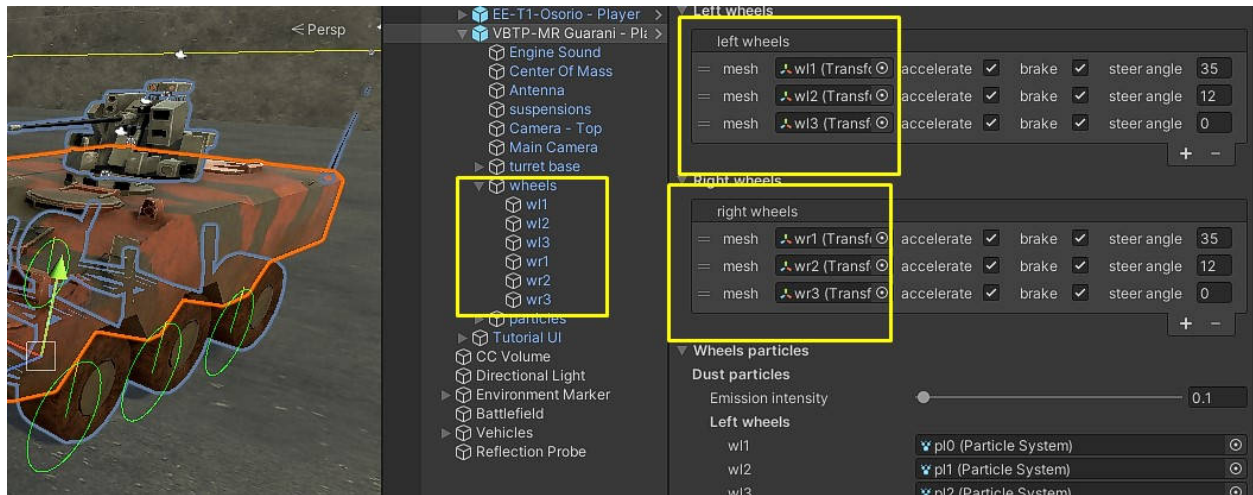 Persp
EE-T1-Osorio - Player
VBTP-MR Guarani - Pla
Engine Sound
Center Of Mass
Antenna
suspensions
Camera - Top
Main Camera
turret base
wheels
wl1
wl2
wl3
wr1
wr2
wr3
particles
Tutorial UI
CC Volume
Directional Light
Environment Marker
Battlefield
Vehicles
Reflection Probe
Left wheels
left wheels
mesh wl1 (Transfo accelerate brake steer angle 35
mesh wl2 (Transf accelerate brake steer angle 12
mesh wl3 (Transf accelerate brake steer angle 0
+ -
Right wheels
right wheels
mesh wr1 (Transfo accelerate brake steer angle 35
mesh wr2 (Transf accelerate brake steer angle 12
mesh wr3 (Transf accelerate brake steer angle 0
+ -
Wheels particles
Dust particles
Emission intensity 0.1
Left wheels
wl1 pl0 (Particle System)
wl2 pl1 (Particle System)
wl3 pl2 (Particle System)